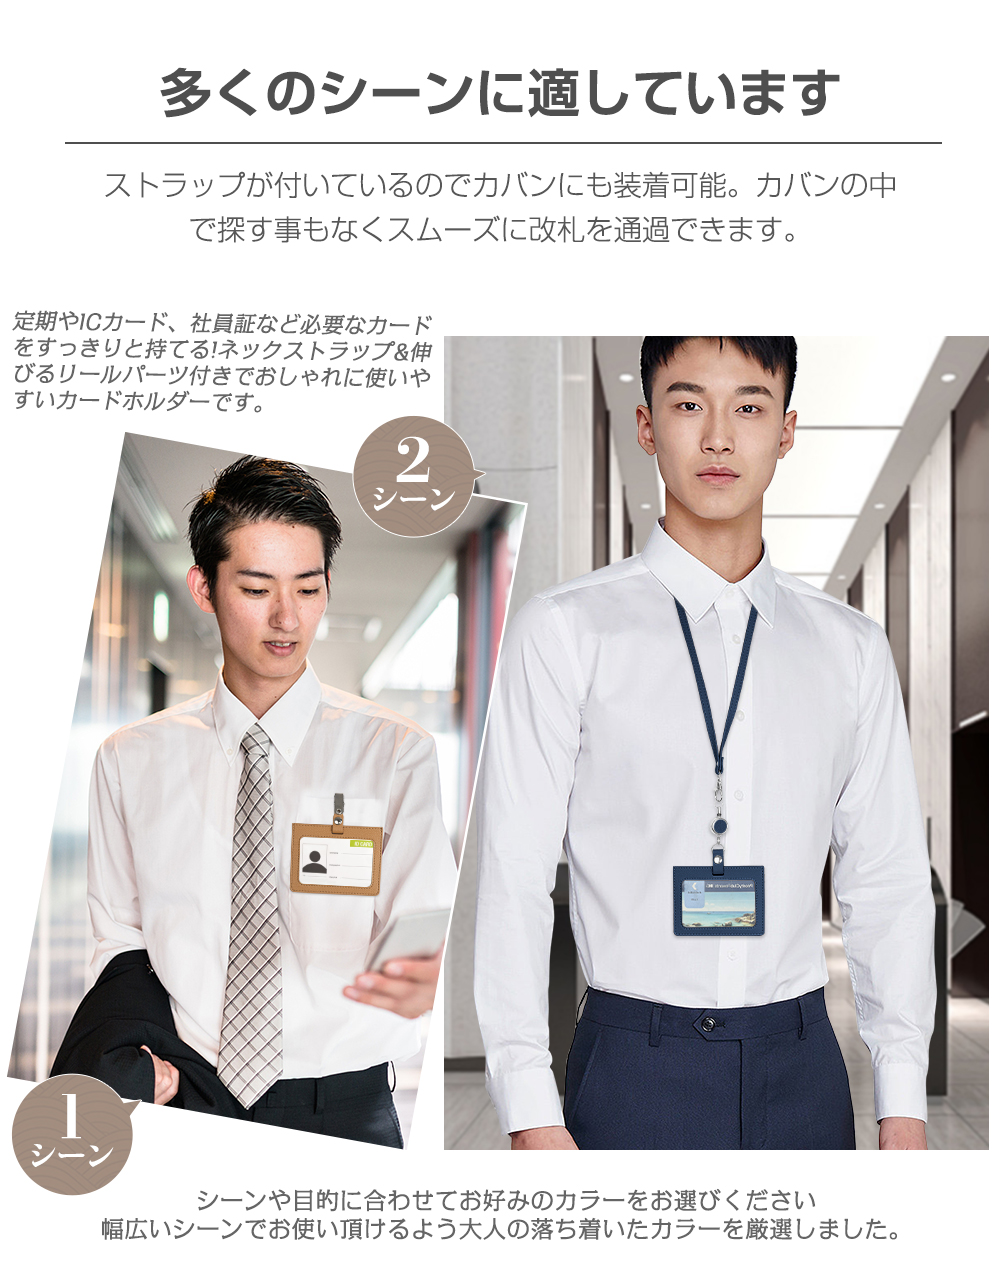 多くのシーンに適しています
ストラップが付いているのでカバンにも装着可能。カバンの中
で探す事もなくスムーズに改札を通過できます。
定期やICカード、社員証など必要なカード
をすっきりと持てる!ネックストラップ&伸
びるリールパーツ付きでおしゃれに使いや
すいカードホルダーです。
2
シーン
1
シーン
シーンや目的に合わせてお好みのカラーをお選びください
幅広いシーンでお使い頂けるよう大人の落ち着いたカラーを厳選しました。